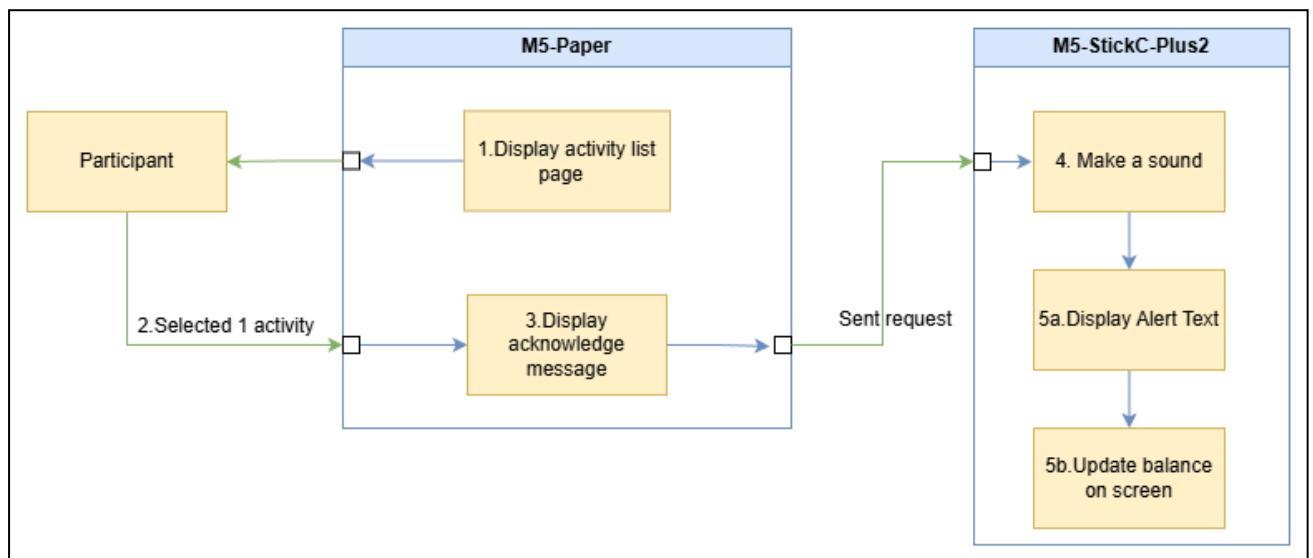 M5-Paper
M5-StickC-Plus2
Participant
1.Display activity list
page
4. Make a sound
2.Selected 1 activity
3.Display
acknowledge
message
Sent request
5a.Display Alert Text
5b.Update balance
on screen